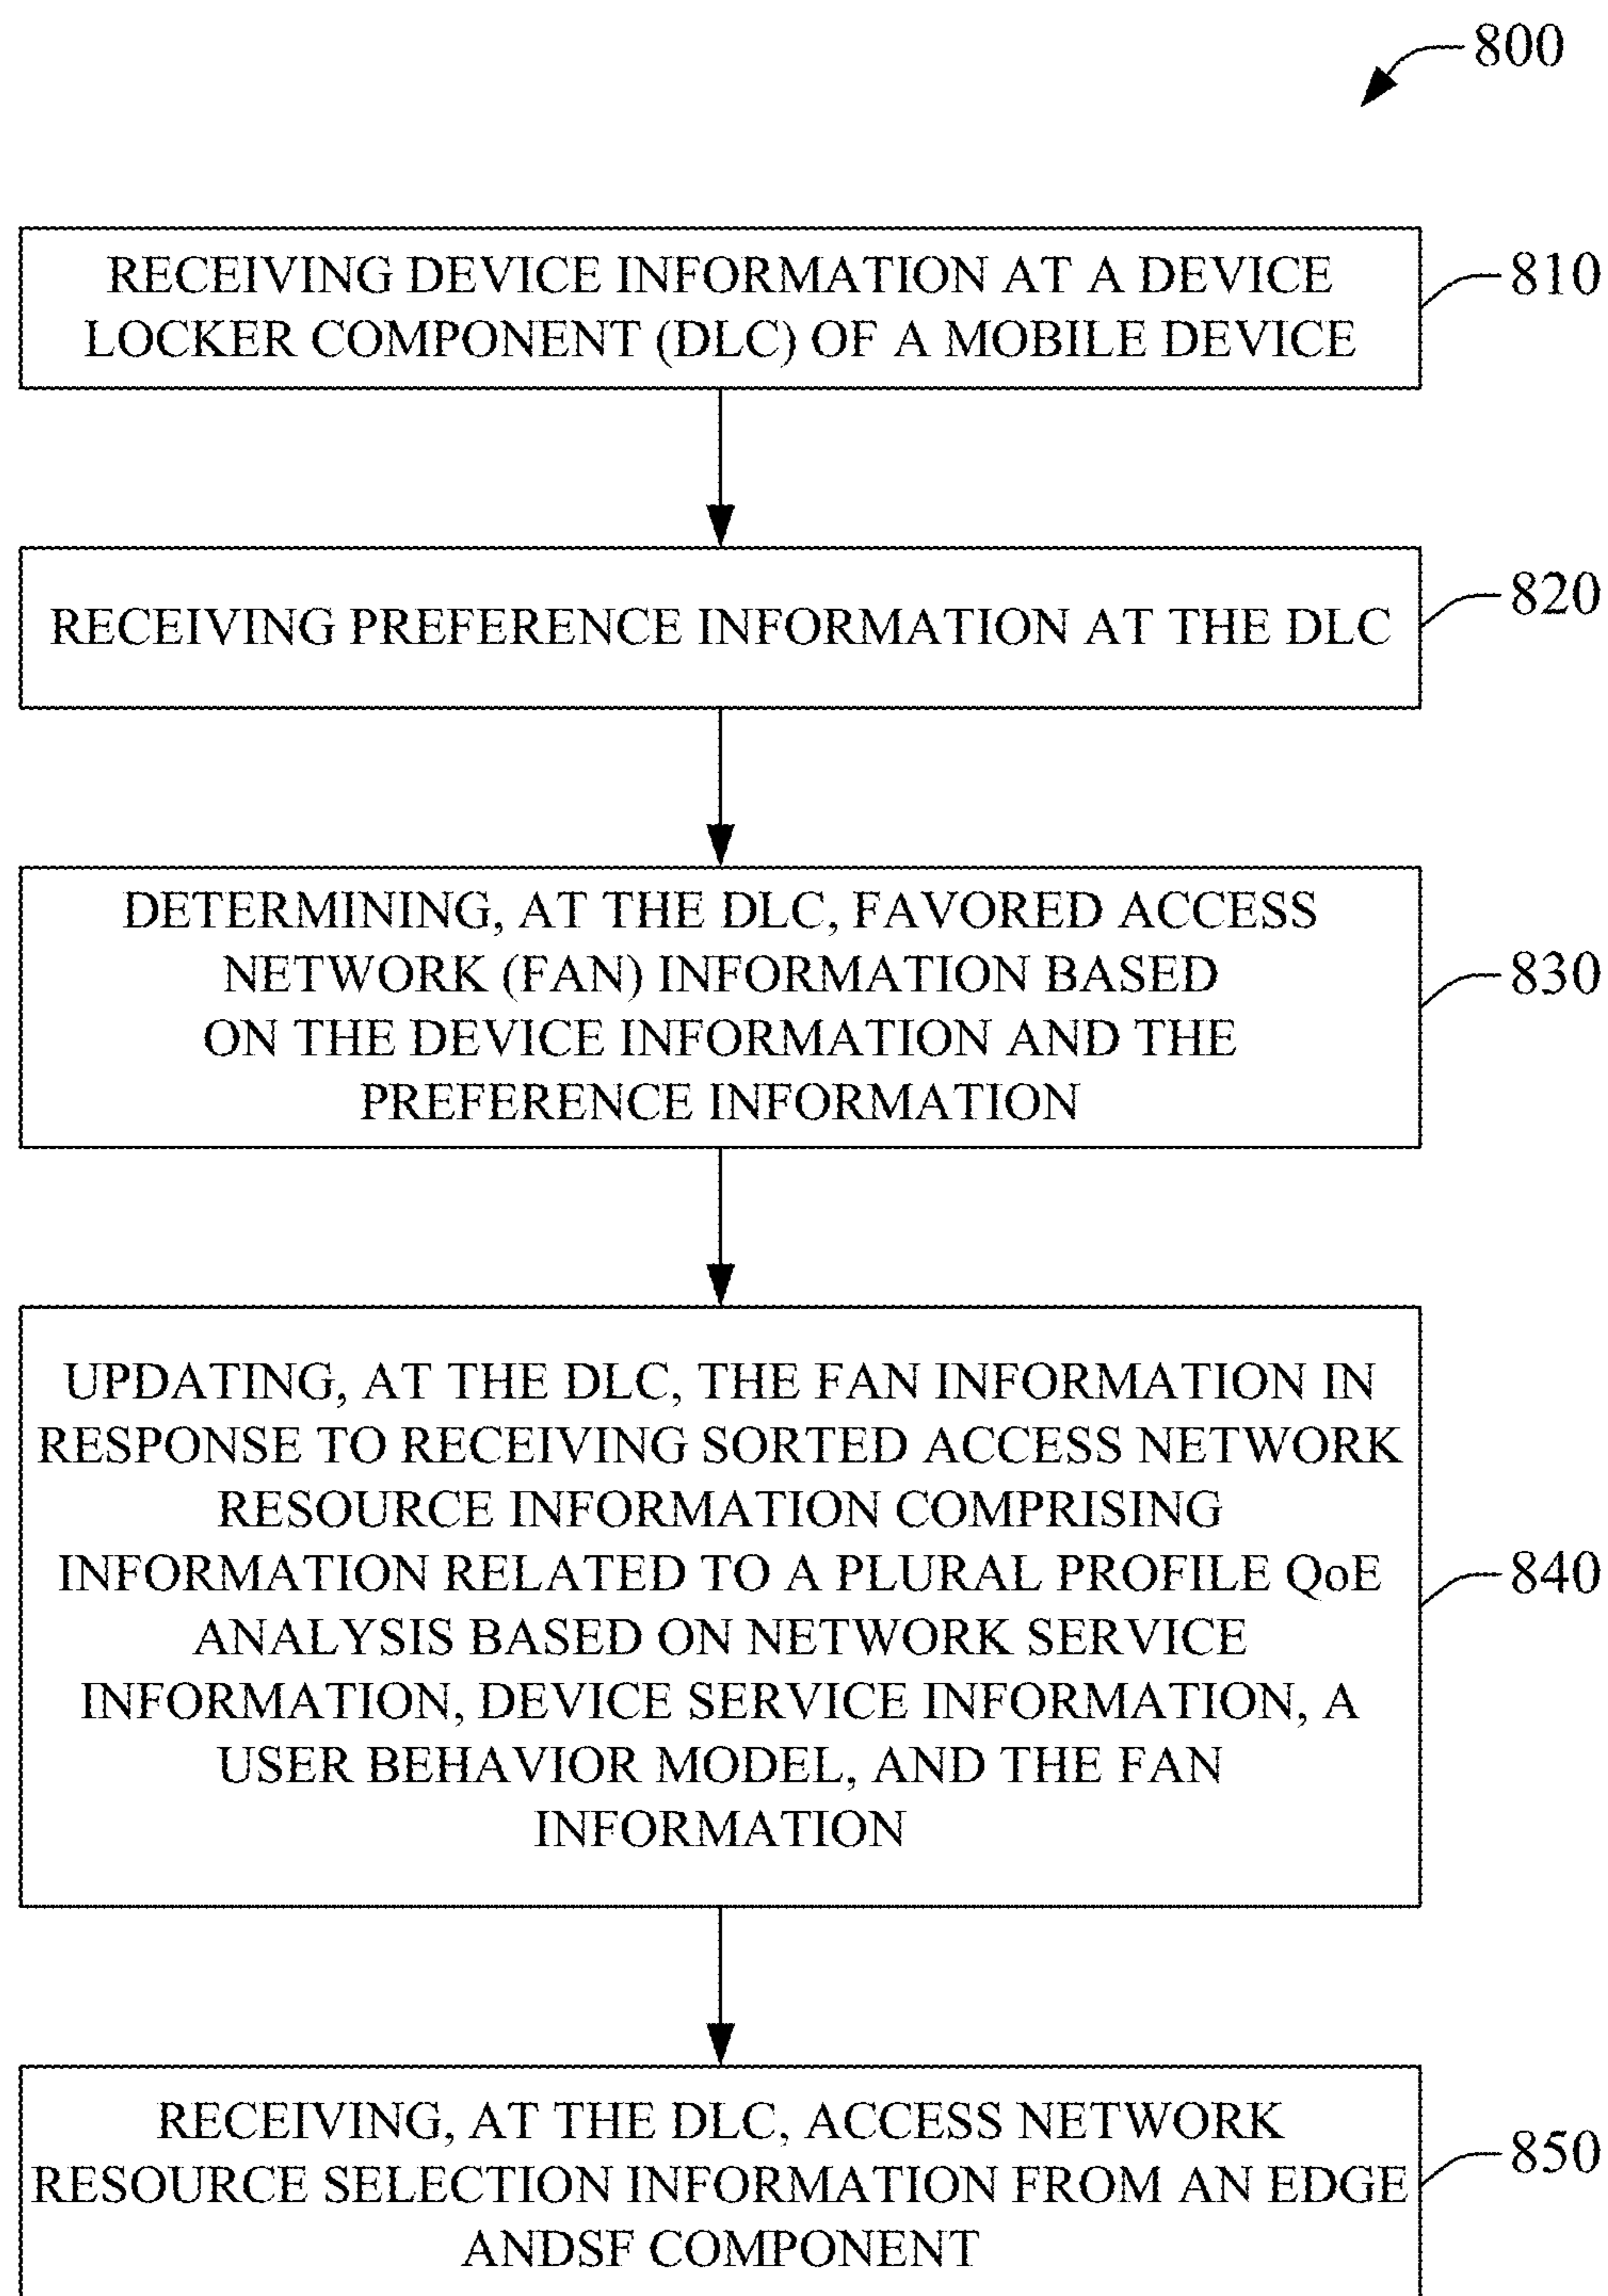 800
RECEIVING DEVICE INFORMATION AT A DEVICE
LOCKER COMPONENT (DLC) OF A MOBILE DEVICE
810
RECEIVING PREFERENCE INFORMATION AT THE DLC
820
DETERMINING, AT THE DLC, FAVORED ACCESS
NETWORK (FAN) INFORMATION BASED
ON THE DEVICE INFORMATION AND THE
PREFERENCE INFORMATION
830
UPDATING, AT THE DLC, THE FAN INFORMATION IN
RESPONSE TO RECEIVING SORTED ACCESS NETWORK
RESOURCE INFORMATION COMPRISING
INFORMATION RELATED TO A PLURAL PROFILE QoE
ANALYSIS BASED ON NETWORK SERVICE
INFORMATION, DEVICE SERVICE INFORMATION, A
USER BEHAVIOR MODEL, AND THE FAN
INFORMATION
840
RECEIVING, AT THE DLC, ACCESS NETWORK
RESOURCE SELECTION INFORMATION FROM AN EDGE
ANDSF COMPONENT
850